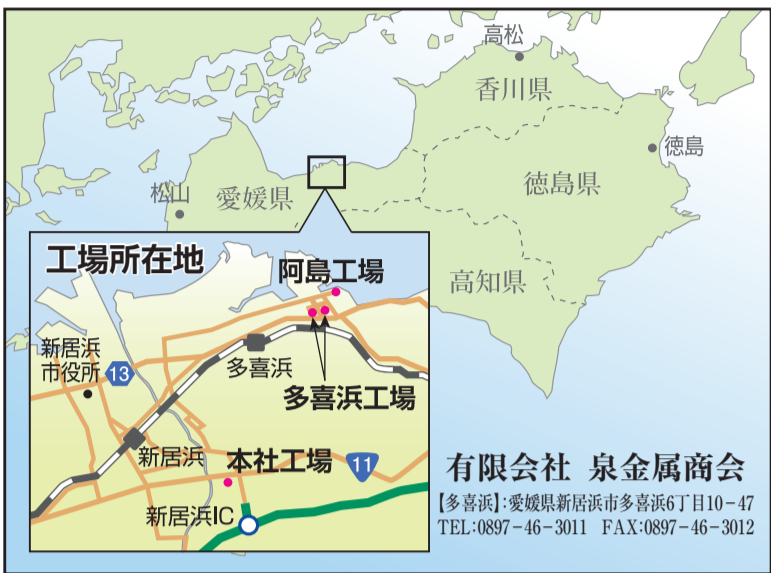 高松
香川県
徳島
徳島県
松山
愛媛県
高知県
工場所在地
阿島工場
新居浜
市役所
13
多喜浜
多喜浜工場
新居浜
本社工場
11
新居浜IC
有限会社 泉金属商会
【多喜浜】:愛媛県新居浜市多喜浜6丁目10−47
TEL:0897−46−3011 FAX:0897−46−3012